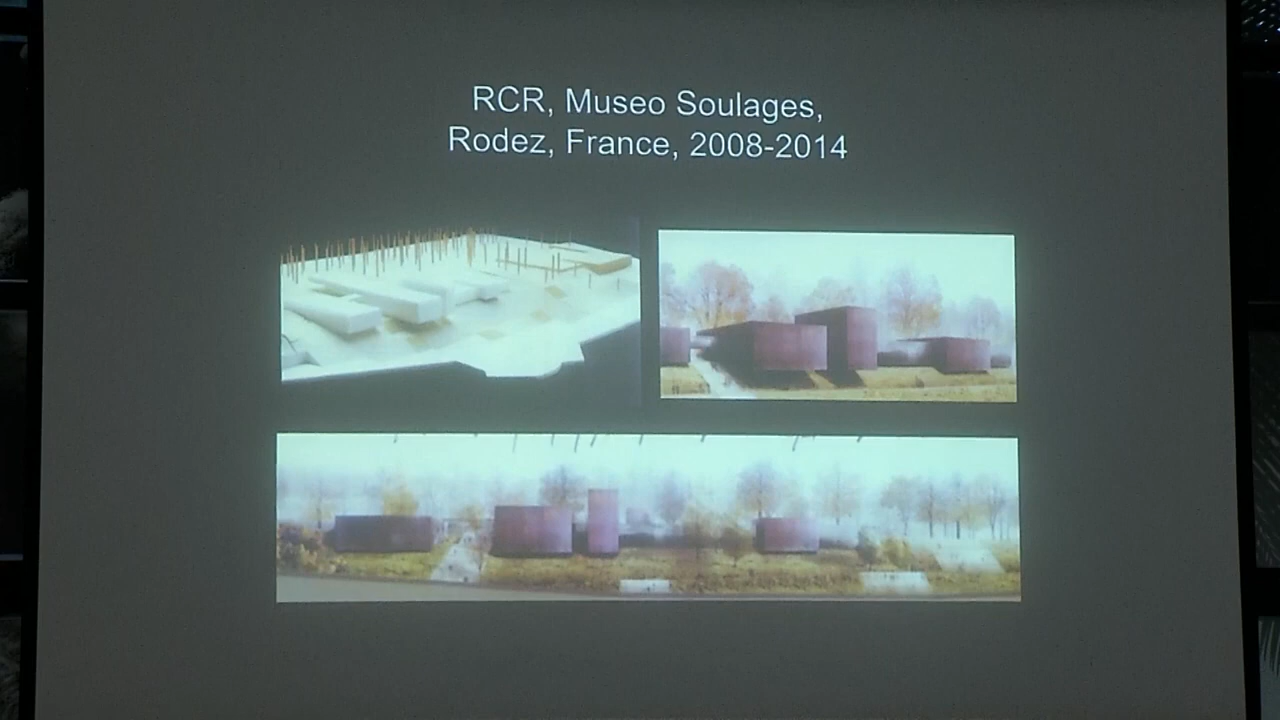 RCR, Museo Soulages,
Rodez, France, 2008-2014